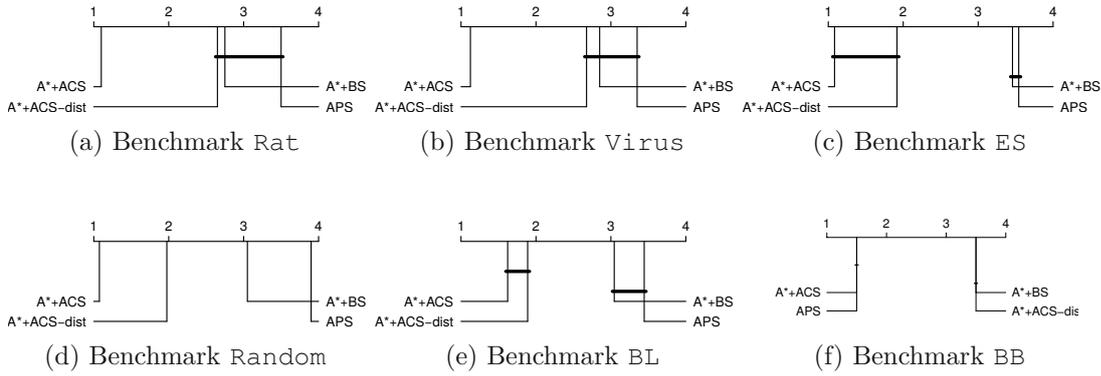 1 2 3 4
A*+ACS A*+BS
A*+ACS−dist APS
(a) Benchmark Rat
1 2 3 4
A*+ACS A*+BS
A*+ACS−dist APS
(b) Benchmark Virus
1 2 3 4
A*+ACS A*+BS
A*+ACS−dist APS
(c) Benchmark ES
1 2 3 4
A*+ACS A*+BS
A*+ACS−dist APS
(d) Benchmark Random
1 2 3 4
A*+ACS A*+BS
A*+ACS−dist APS
(e) Benchmark BL
1 2 3 4
A*+ACS A*+BS
APS A*+ACS−dis
(f) Benchmark BB